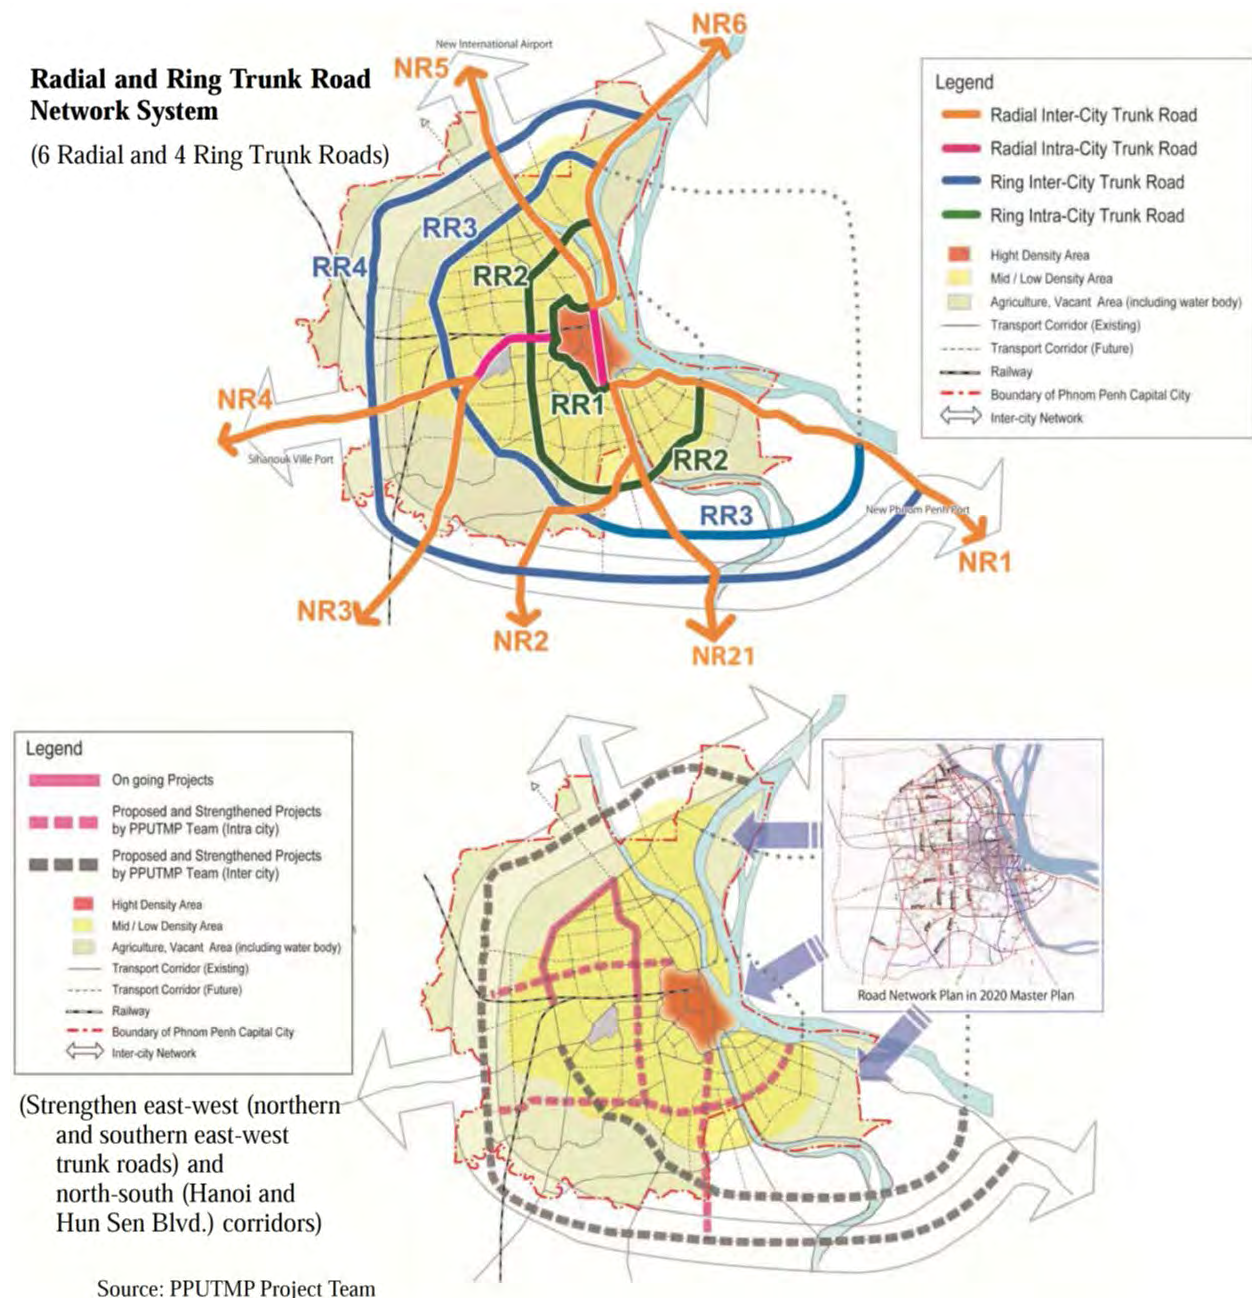 Radial and Ring Trunk Road
Network System
(6 Radial and 4 Ring Trunk Roads)
New International Airport
NR6
NR5
RR3
RR4
RR2
NR4
RR1
Sihanouk Ville Port
RR2
RR3
New Phnom Penh Port
NR1
NR3
NR2
NR21
Legend
Radial Inter-City Trunk Road
Radial Intra-City Trunk Road
Ring Inter-City Trunk Road
Ring Intra-City Trunk Road
Hight Density Area
Mid / Low Density Area
Agriculture, Vacant Area (including water body)
Transport Corridor (Existing)
Transport Corridor (Future)
Railway
Boundary of Phnom Penh Capital City
Inter-city Network
Legend
On going Projects
Proposed and Strengthened Projects
by PPUTMP Team (Intra city)
Proposed and Strengthened Projects
by PPUTMP Team (Inter city)
Hight Density Area
Mid / Low Density Area
Agriculture, Vacant Area (including water body)
Transport Corridor (Existing)
Transport Corridor (Future)
Railway
Boundary of Phnom Penh Capital City
Inter-city Network
Road Network Plan in 2020 Master Plan
(Strengthen east-west (northern
and southern east-west
trunk roads) and
north-south (Hanoi and
Hun Sen Blvd.) corridors)
Source: PPUTMP Project Team